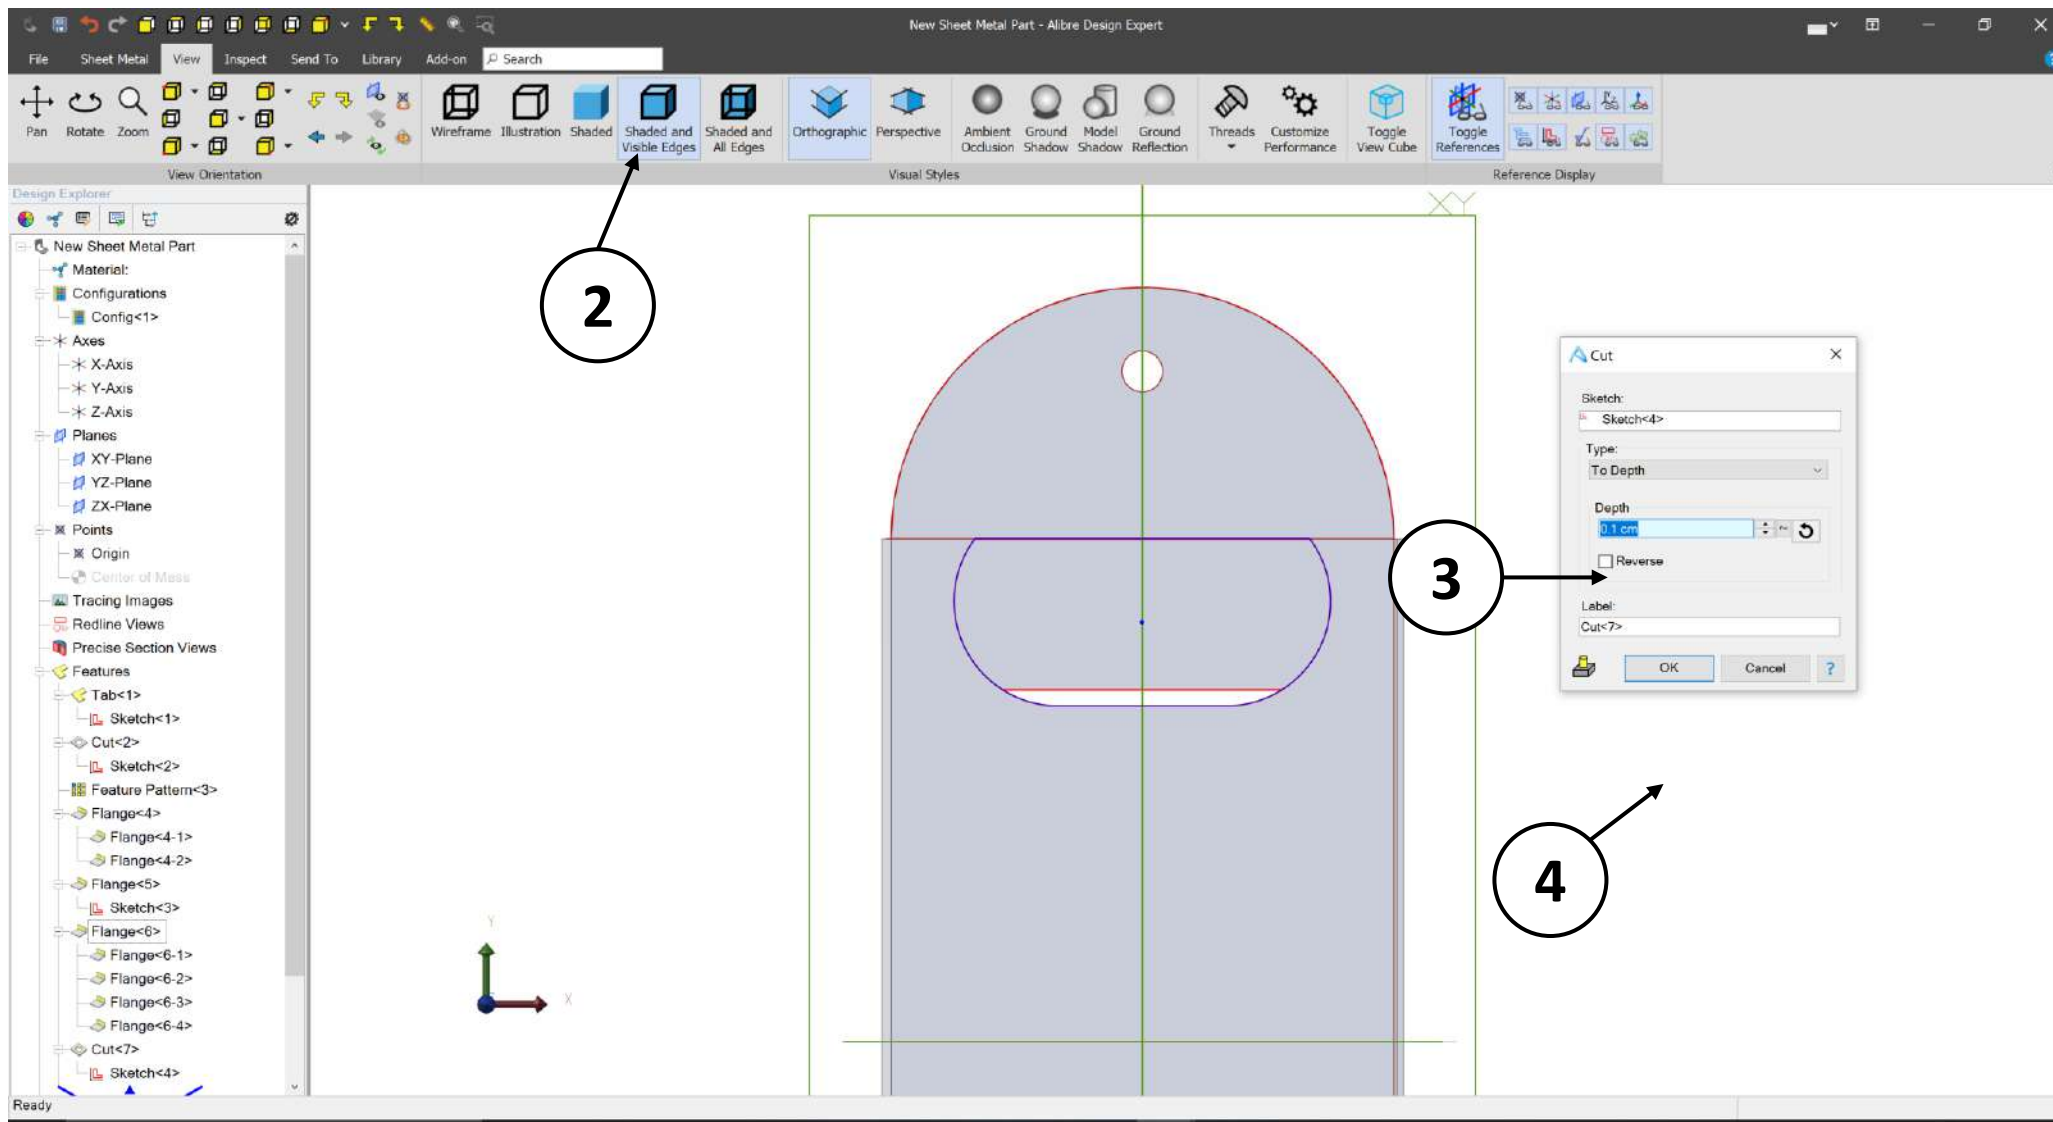 New Sheet Metal Part - Alibre Design Expert
File Sheet Metal View Inspect Send To Library Add-on Search
Pan Rotate Zoom Wireframe Illustration Shaded Shaded and Visible Edges Shaded and All Edges Orthographic Perspective Ambient Occlusion Ground Shadow Model Shadow Ground Reflection Threads Customize Performance Toggle View Cube Toggle References
View Orientation Visual Styles Reference Display
Design Explorer
New Sheet Metal Part
Material:
Configurations
Config<1>
Axes
X-Axis
Y-Axis
Z-Axis
Planes
XY-Plane
YZ-Plane
ZX-Plane
Points
Origin
Center of Mass
Tracing Images
Redline Views
Precise Section Views
Features
Tab<1>
Sketch<1>
Cut<2>
Sketch<2>
Feature Pattern<3>
Flange<4>
Flange<4-1>
Flange<4-2>
Flange<5>
Sketch<3>
Flange<6>
Flange<6-1>
Flange<6-2>
Flange<6-3>
Flange<6-4>
Cut<7>
Sketch<4>
Ready
2
XY
Y
X
Cut
Sketch:
Sketch<4>
Type:
To Depth
Depth
0.1 cm
Reverse
Label:
Cut<7>
OK Cancel ?
3
4